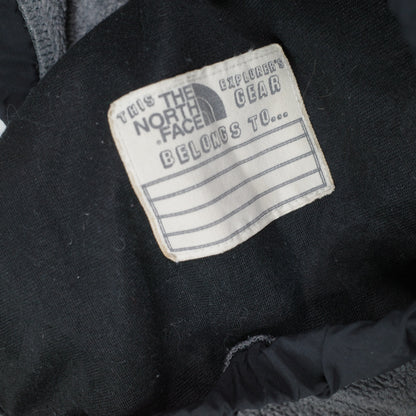 THIS THE NORTH FACE EXPLORER'S GEAR
BELONGS TO...